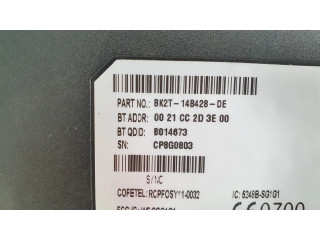 PART NO.: BK2T-14B428-DE
BT ADDR: 00 21 CC 2D 3E 00
BT QDID: B014673
SN: CP8G0803
S/NC
COFETEL: RCPFOSY11-0032 IC: 5248B-SG1G1